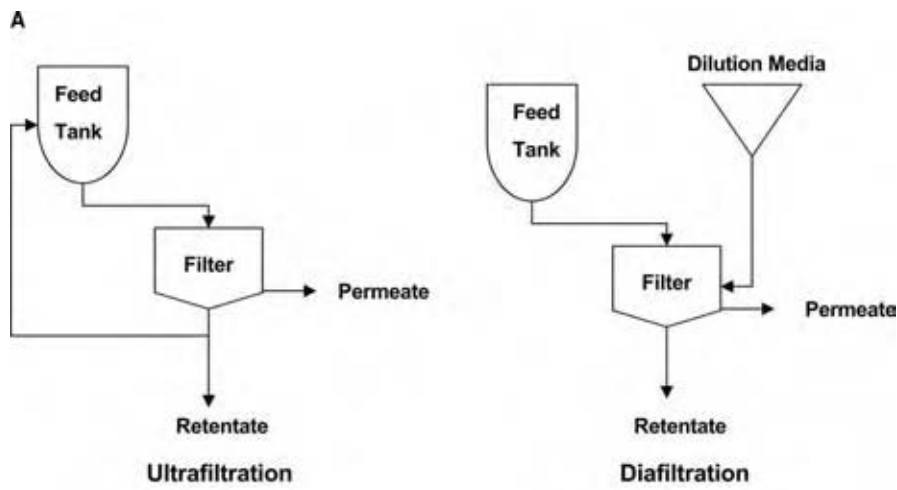 A
Feed
Tank
Filter
Permeate
Retentate
Ultrafiltration
Dilution Media
Feed
Tank
Filter
Permeate
Retentate
Diafiltration